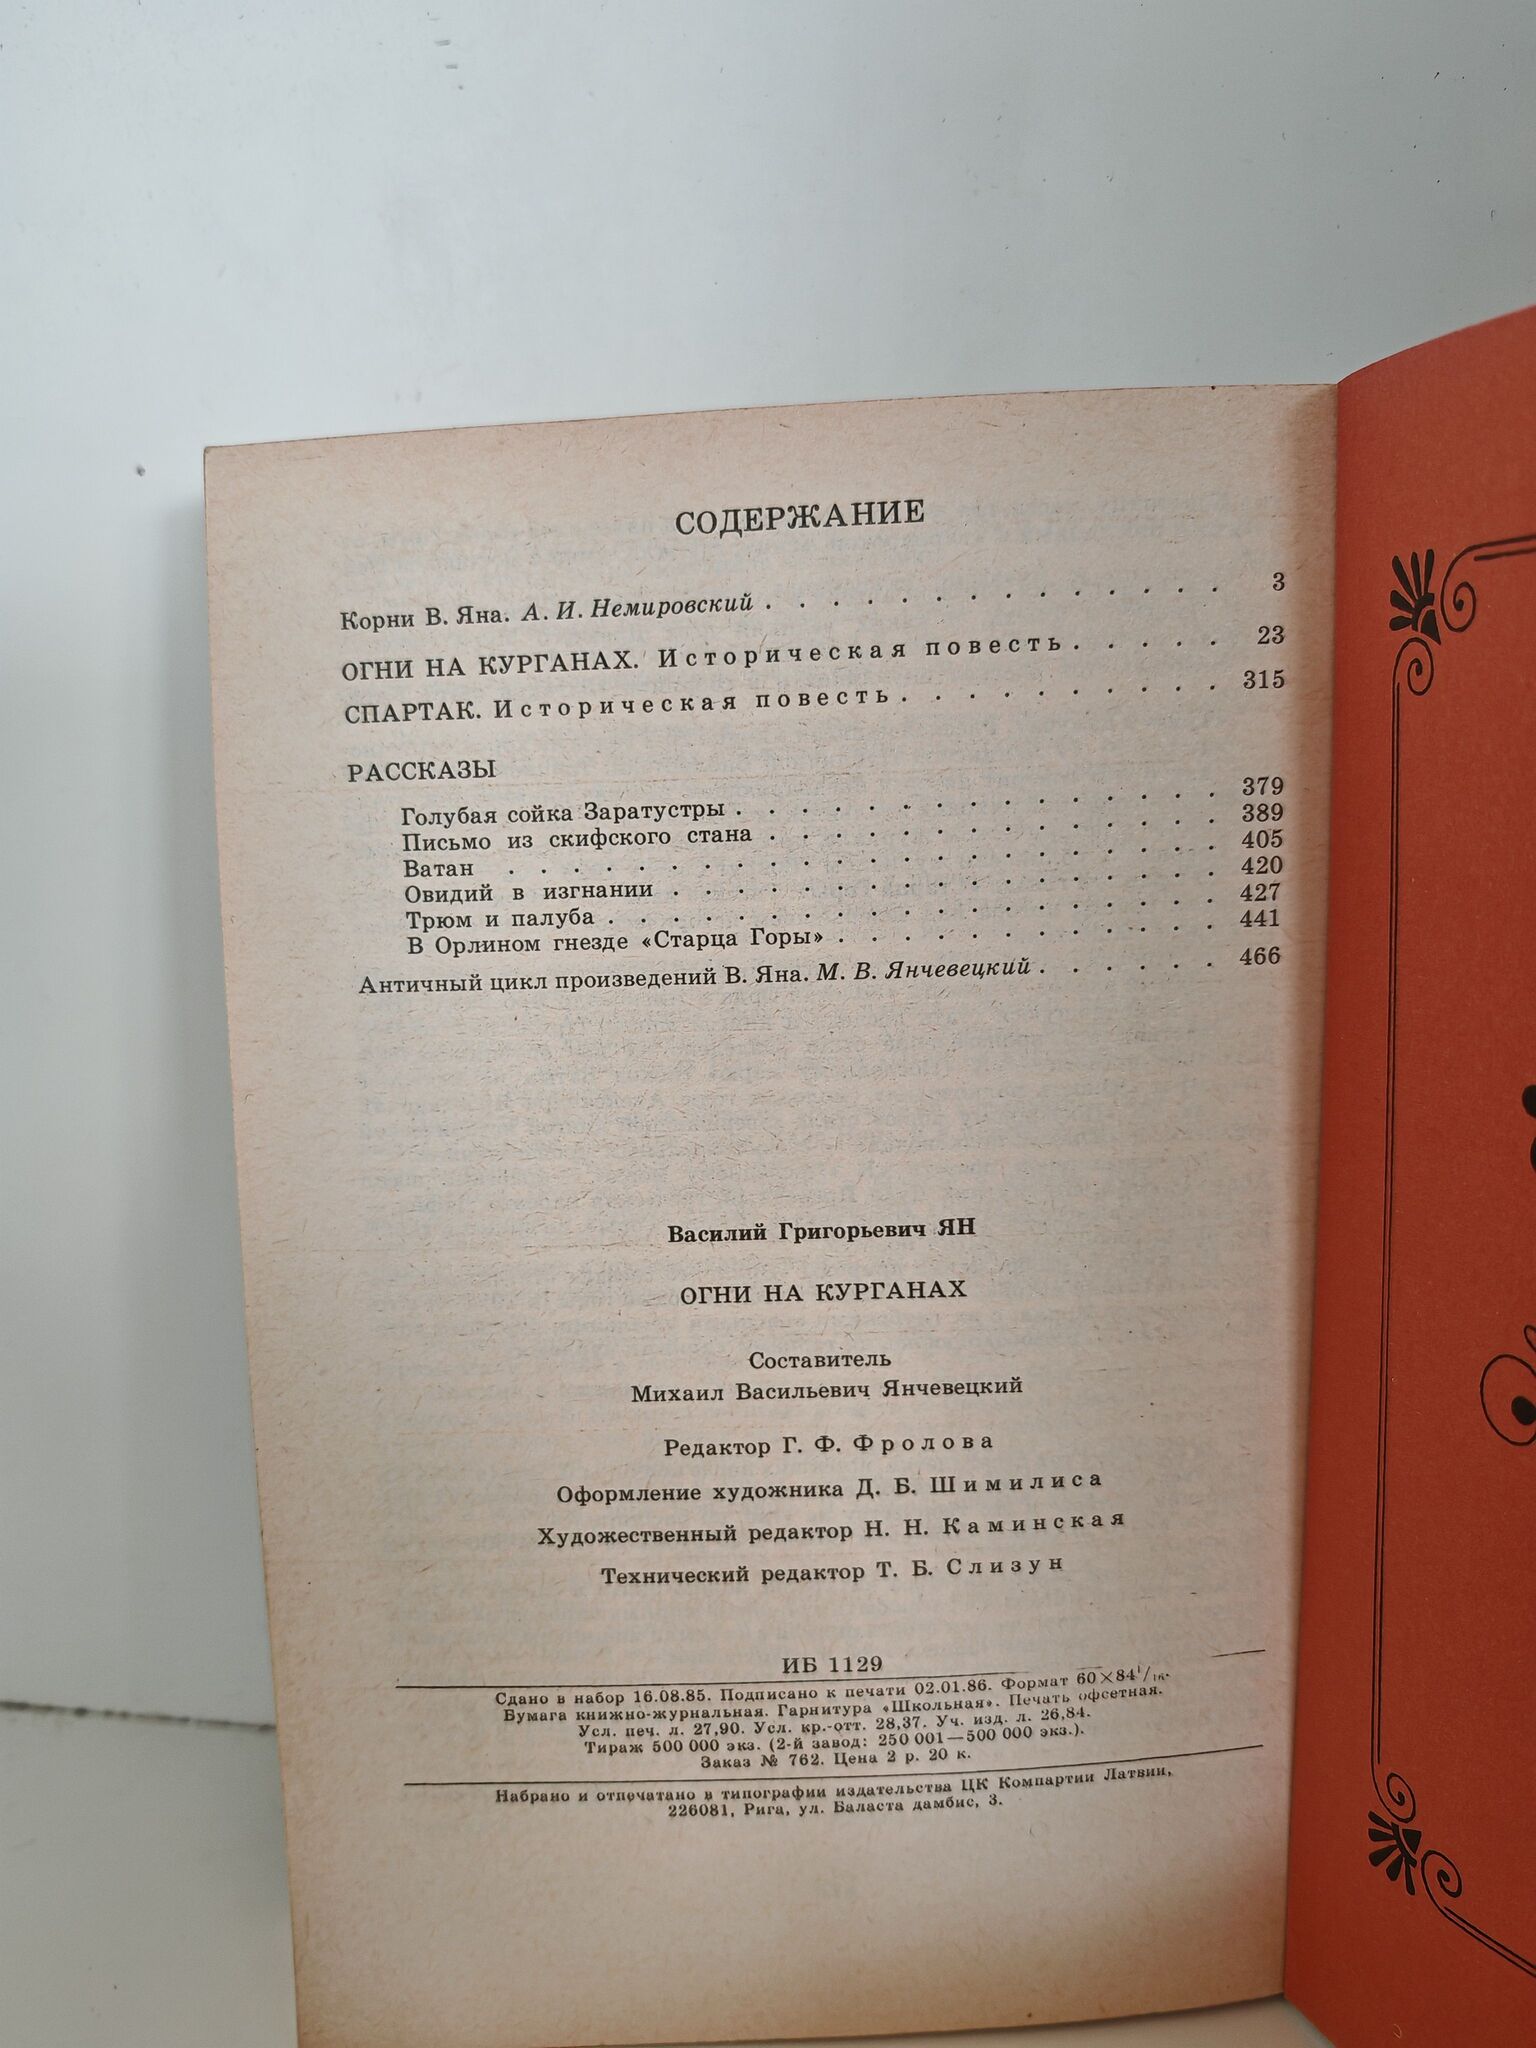 СОДЕРЖАНИЕ
Корни В. Яна. А. И. Немировский . . . . . . . . . . . . . . 3
ОГНИ НА КУРГАНАХ. Историческая повесть . . . . . 23
СПАРТАК. Историческая повесть . . . . . . . . . . 315
РАССКАЗЫ
Голубая сойка Заратустры . . . . . . . . . . . . . . 379
Письмо из скифского стана . . . . . . . . . . . . . 389
Ватан . . . . . . . . . . . . . . . . . . . . 405
Овидий в изгнании . . . . . . . . . . . . . . . . 420
Трюм и палуба . . . . . . . . . . . . . . . . . 427
В Орлином гнезде «Старца Горы» . . . . . . . . . . . 441
Античный цикл произведений В. Яна. М. В. Янчевецкий . . . . . . 466
Василий Григорьевич ЯН
ОГНИ НА КУРГАНАХ
Составитель
Михаил Васильевич Янчевецкий
Редактор Г. Ф. Фролова
Оформление художника Д. Б. Шимилиса
Художественный редактор Н. Н. Каминская
Технический редактор Т. Б. Слизун
ИБ 1129
Сдано в набор 16.08.85. Подписано к печати 02.01.86. Формат 60×84¹/₁₆.
Бумага книжно-журнальная. Гарнитура «Школьная». Печать офсетная.
Усл. печ. л. 27,90. Усл. кр.-отт. 28,37. Уч. изд. л. 26,84.
Тираж 500 000 экз. (2-й завод: 250 001—500 000 экз.).
Заказ № 762. Цена 2 р. 20 к.
Набрано и отпечатано в типографии издательства ЦК Компартии Латвии,
226081, Рига, ул. Баласта дамбис, 3.